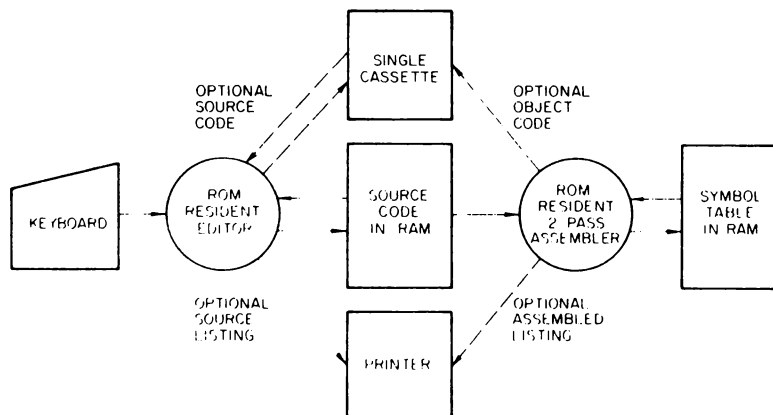 SINGLE
CASSETTE
OPTIONAL
SOURCE
CODE
OPTIONAL
OBJECT
CODE
KEYBOARD
ROM
RESIDENT
EDITOR
SOURCE
CODE
IN RAM
ROM
RESIDENT
2 PASS
ASSEMBLER
SYMBOL
TABLE
IN RAM
OPTIONAL
SOURCE
LISTING
OPTIONAL
ASSEMBLED
LISTING
PRINTER